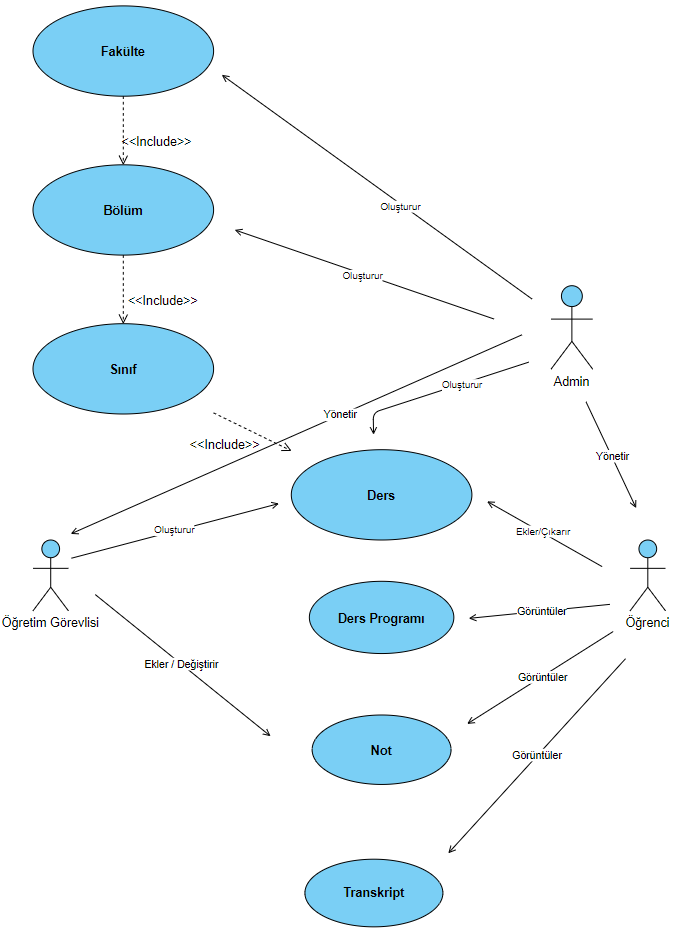 Fakülte
<<Include>>
Bölüm
Oluşturur
Oluşturur
<<Include>>
Sınıf
Admin
Oluşturur
Yönetir
<<Include>>
Yönetir
Ders
Oluşturur
Ekler/Çıkarır
Öğretim Görevlisi
Ders Programı
Görüntüler
Öğrenci
Ekler / Değiştirir
Görüntüler
Not
Görüntüler
Transkript